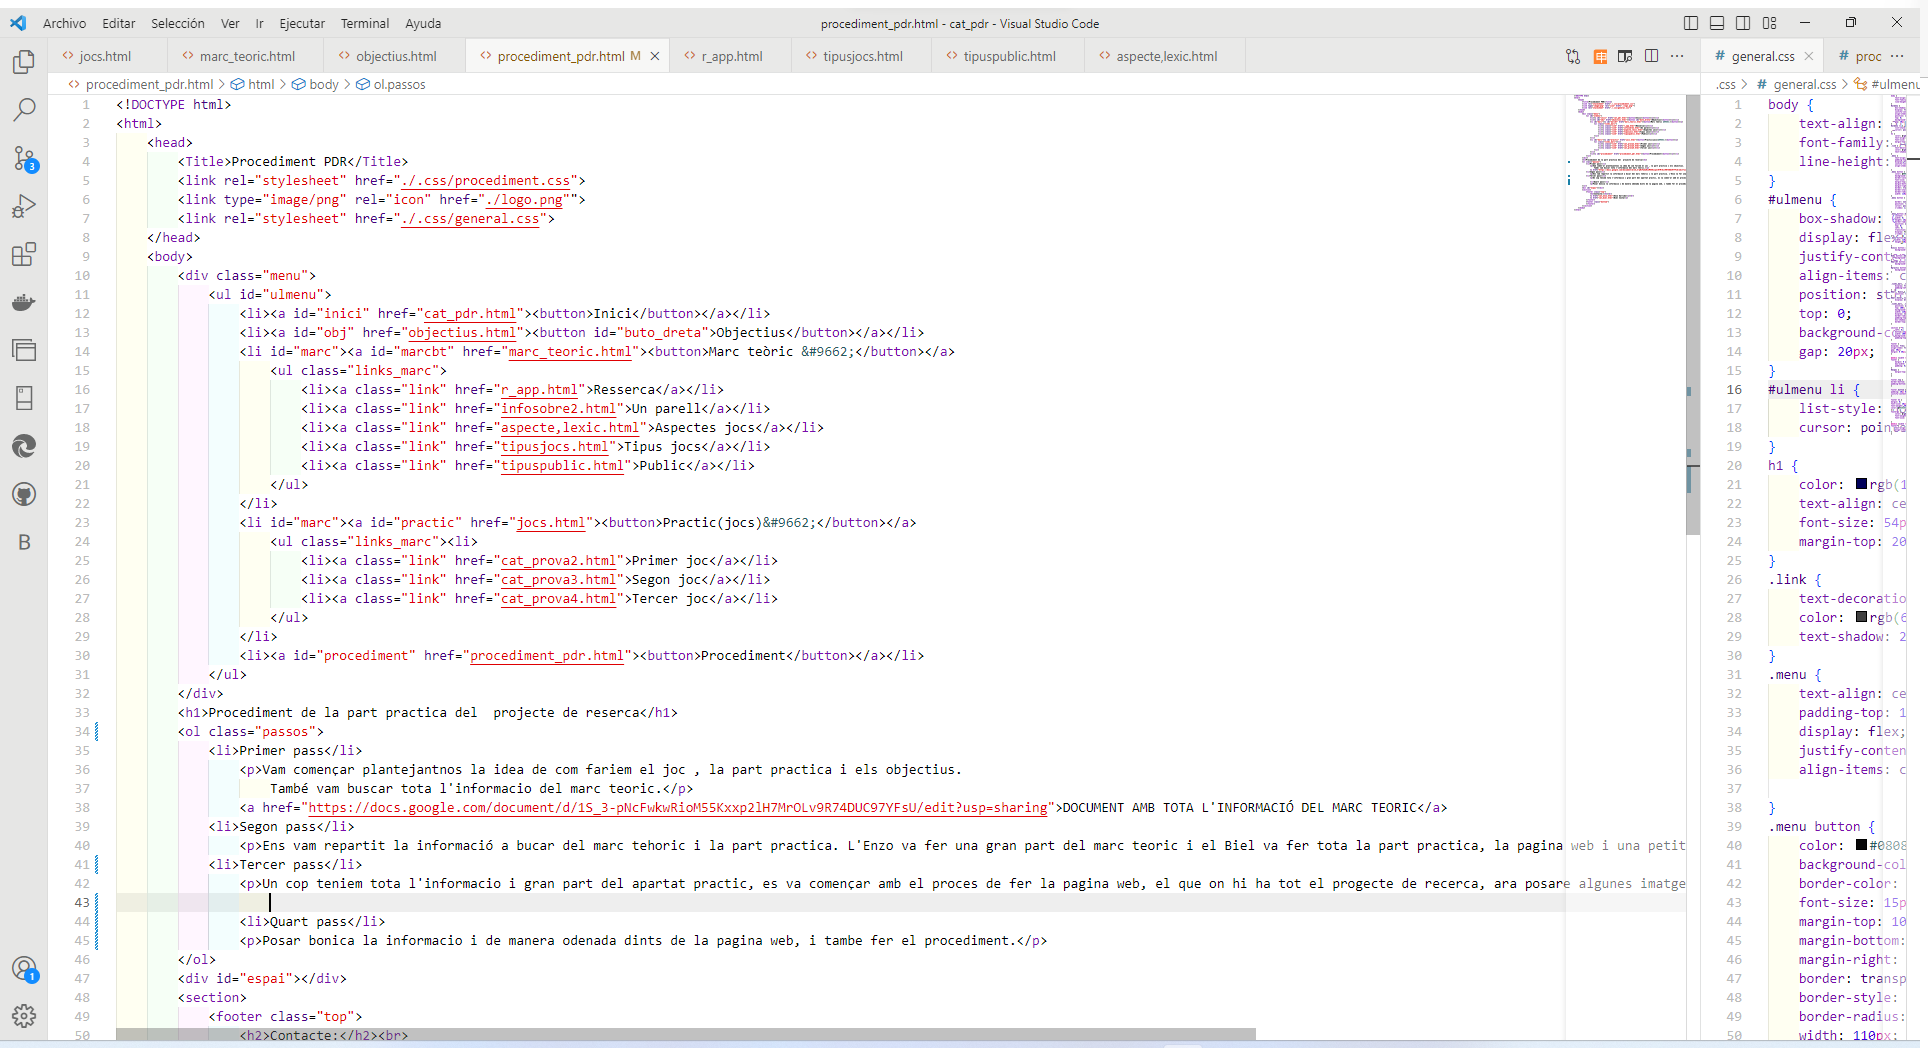 Archivo Editar Selección Ver Ir Ejecutar Terminal Ayuda
procediment_pdr.html - cat_pdr - Visual Studio Code
jocs.html
marc_teoric.html
objectius.html
procediment_pdr.html M
r_app.html
tipusjocs.html
tipuspublic.html
aspecte,lexic.html
procediment_pdr.html > html > body > ol.passos
1 <!DOCTYPE html>
2 <html>
3 <head>
4 <Title>Procediment PDR</Title>
5 <link rel="stylesheet" href="./.css/procediment.css">
6 <link type="image/png" rel="icon" href="./logo.png"">
7 <link rel="stylesheet" href="./.css/general.css">
8 </head>
9 <body>
10 <div class="menu">
11 <ul id="ulmenu">
12 <li><a id="inici" href="cat_pdr.html"><button>Inici</button></a></li>
13 <li><a id="obj" href="objectius.html"><button id="buto_dreta">Objectius</button></a></li>
14 <li id="marc"><a id="marcbt" href="marc_teoric.html"><button>Marc teòric &#9662;</button></a>
15 <ul class="links_marc">
16 <li><a class="link" href="r_app.html">Resserca</a></li>
17 <li><a class="link" href="infosobre2.html">Un parell</a></li>
18 <li><a class="link" href="aspecte,lexic.html">Aspectes jocs</a></li>
19 <li><a class="link" href="tipusjocs.html">Tipus jocs</a></li>
20 <li><a class="link" href="tipuspublic.html">Public</a></li>
21 </ul>
22 </li>
23 <li id="marc"><a id="practic" href="jocs.html"><button>Practic(jocs)&#9662;</button></a>
24 <ul class="links_marc"><li>
25 <li><a class="link" href="cat_prova2.html">Primer joc</a></li>
26 <li><a class="link" href="cat_prova3.html">Segon joc</a></li>
27 <li><a class="link" href="cat_prova4.html">Tercer joc</a></li>
28 </ul>
29 </li>
30 <li><a id="procediment" href="procediment_pdr.html"><button>Procediment</button></a></li>
31 </ul>
32 </div>
33 <h1>Procediment de la part practica del  projecte de reserca</h1>
34 <ol class="passos">
35 <li>Primer pass</li>
36 <p>Vam començar plantejantnos la idea de com fariem el joc , la part practica i els objectius.
37 També vam buscar tota l'informacio del marc teoric.</p>
38 <a href="https://docs.google.com/document/d/1S_3-pNcFwkwRioM55Kxxp2lH7MrOLv9R74DUC97YFsU/edit?usp=sharing">DOCUMENT AMB TOTA L'INFORMACIÓ DEL MARC TEORIC</a>
39 <li>Segon pass</li>
40 <p>Ens vam repartit la informació a bucar del marc tehoric i la part practica. L'Enzo va fer una gran part del marc teoric i el Biel va fer tota la part practica, la pagina web i una petit
41 <li>Tercer pass</li>
42 <p>Un cop teniem tota l'informacio i gran part del apartat practic, es va començar amb el proces de fer la pagina web, el que on hi ha tot el progecte de recerca, ara posare algunes imatge
43
44 <li>Quart pass</li>
45 <p>Posar bonica la informacio i de manera odenada dints de la pagina web, i tambe fer el procediment.</p>
46 </ol>
47 <div id="espai"></div>
48 <section>
49 <footer class="top">
50 <h2>Contacte:</h2><br>
3
1
B
# general.css
# proc
.css > # general.css > #ulmenu
1 body {
2 text-align:
3 font-family:
4 line-height:
5 }
6 #ulmenu {
7 box-shadow:
8 display: fle
9 justify-cont
10 align-items: c
11 position: st
12 top: 0;
13 background-c
14 gap: 20px;
15 }
16 #ulmenu li {
17 list-style:
18 cursor: poin
19 }
20 h1 {
21 color: rgb(1
22 text-align: ce
23 font-size: 54p
24 margin-top: 20
25 }
26 .link {
27 text-decoratio
28 color: rgb(6
29 text-shadow: 2
30 }
31 .menu {
32 text-align: ce
33 padding-top: 1
34 display: flex;
35 justify-conten
36 align-items: c
37
38 }
39 .menu button {
40 color: #0808
41 background-col
42 border-color:
43 font-size: 15p
44 margin-top: 10
45 margin-bottom:
46 margin-right:
47 border: transp
48 border-style:
49 border-radius:
50 width: 110px;